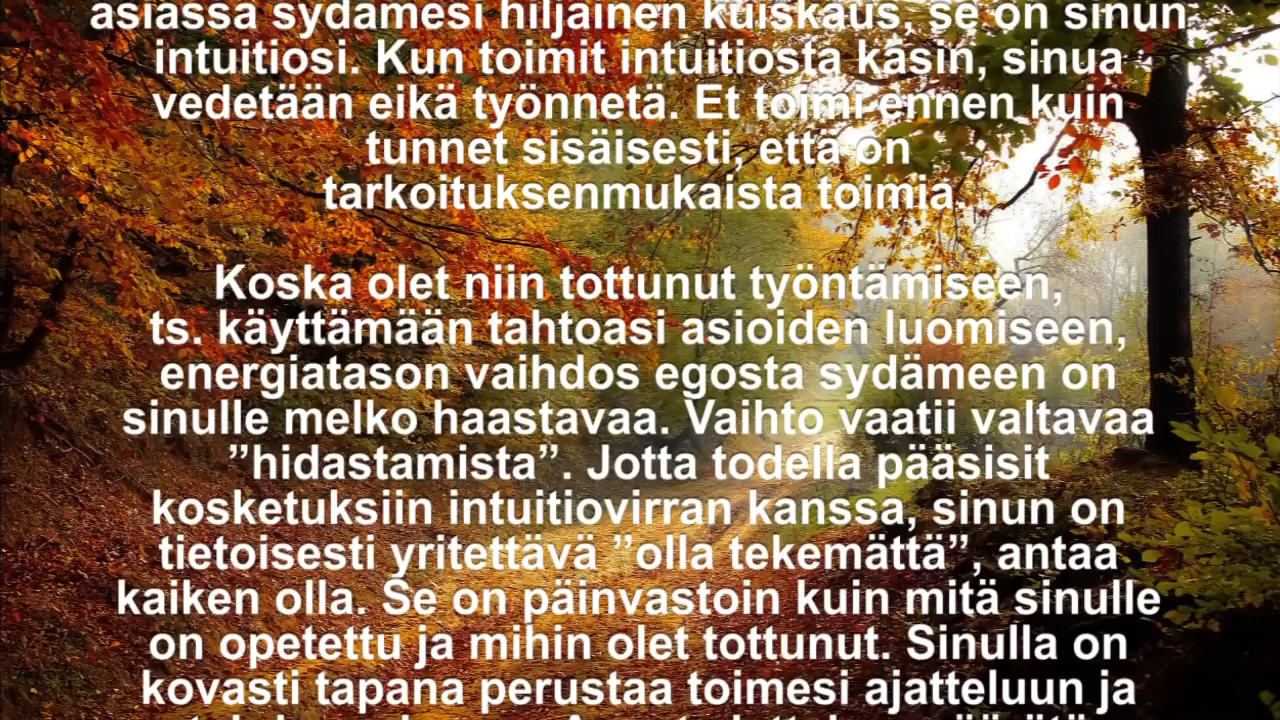 asiassa sydämesi hiljainen kuiskaus, se on sinun
intuitiosi. Kun toimit intuitiosta käsin, sinua
vedetään eikä työnnetä. Et toimi ennen kuin
tunnet sisäisesti, että on
tarkoituksenmukaista toimia.
Koska olet niin tottunut työntämiseen,
ts. käyttämään tahtoasi asioiden luomiseen,
energiatason vaihdos egosta sydämeen on
sinulle melko haastavaa. Vaihto vaatii valtavaa
”hidastamista”. Jotta todella pääsisit
kosketuksiin intuitiovirran kanssa, sinun on
tietoisesti yritettävä ”olla tekemättä”, antaa
kaiken olla. Se on päinvastoin kuin mitä sinulle
on opetettu ja mihin olet tottunut. Sinulla on
kovasti tapana perustaa toimesi ajatteluun ja